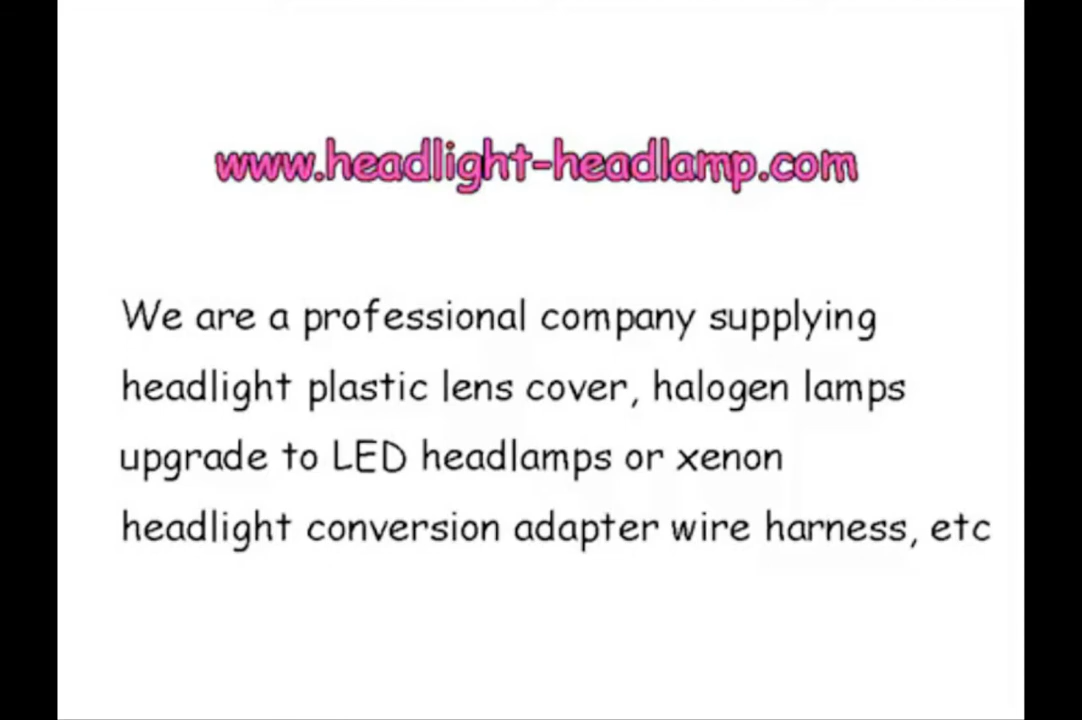 www.headlight-headlamp.com
We are a professional company supplying
headlight plastic lens cover, halogen lamps
upgrade to LED headlamps or xenon
headlight conversion adapter wire harness, etc